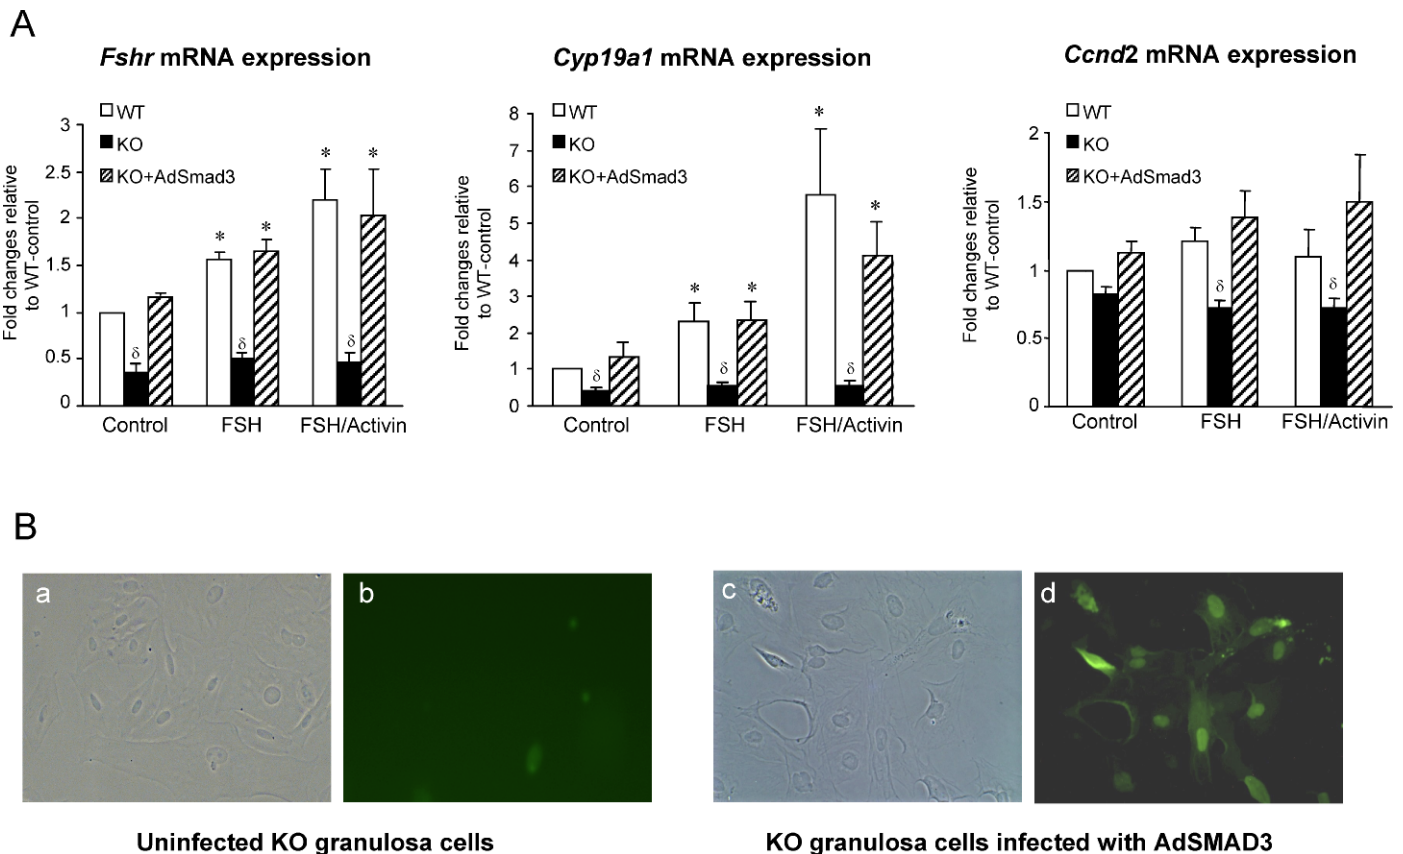 A
Fshr mRNA expression
WT
KO
KO+AdSmad3
Fold changes relative
to WT-control
3
2.5
2
1.5
1
0.5
0
*
*
*
*
δ
δ
δ
Control
FSH
FSH/Activin
Cyp19a1 mRNA expression
WT
KO
KO+AdSmad3
Fold changes relative
to WT-control
8
7
6
5
4
3
2
1
0
*
*
*
*
δ
δ
δ
Control
FSH
FSH/Activin
Ccnd2 mRNA expression
WT
KO
KO+AdSmad3
Fold changes relative
to WT-control
2
1.5
1
0.5
0
δ
δ
Control
FSH
FSH/Activin
B
a
b
c
d
Uninfected KO granulosa cells
KO granulosa cells infected with AdSMAD3